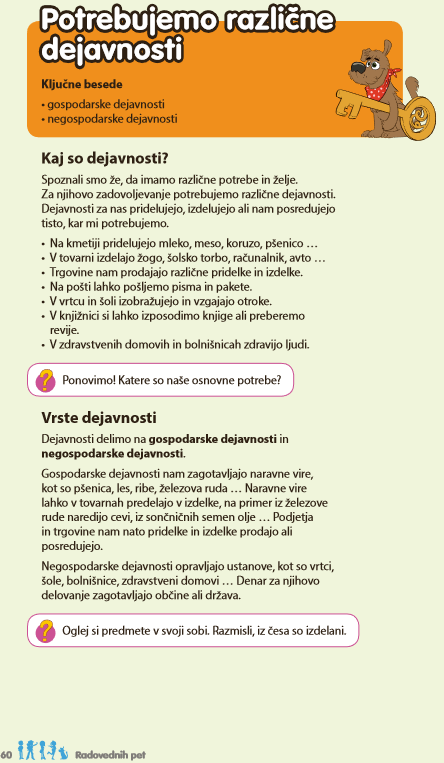 Potrebujemo različne
dejavnosti
Ključne besede
• gospodarske dejavnosti
• negospodarske dejavnosti
Kaj so dejavnosti?
Spoznali smo že, da imamo različne potrebe in želje.
Za njihovo zadovoljevanje potrebujemo različne dejavnosti.
Dejavnosti za nas pridelujejo, izdelujejo ali nam posredujejo
tisto, kar mi potrebujemo.
• Na kmetiji pridelujejo mleko, meso, koruzo, pšenico …
• V tovarni izdelajo žogo, šolsko torbo, računalnik, avto …
• Trgovine nam prodajajo različne pridelke in izdelke.
• Na pošti lahko pošljemo pisma in pakete.
• V vrtcu in šoli izobražujejo in vzgajajo otroke.
• V knjižnici si lahko izposodimo knjige ali preberemo
revije.
• V zdravstvenih domovih in bolnišnicah zdravijo ljudi.
? Ponovimo! Katere so naše osnovne potrebe?
Vrste dejavnosti
Dejavnosti delimo na gospodarske dejavnosti in
negospodarske dejavnosti.
Gospodarske dejavnosti nam zagotavljajo naravne vire,
kot so pšenica, les, ribe, železova ruda … Naravne vire
lahko v tovarnah predelajo v izdelke, na primer iz železove
rude naredijo cevi, iz sončničnih semen olje … Podjetja
in trgovine nam nato pridelke in izdelke prodajo ali
posredujejo.
Negospodarske dejavnosti opravljajo ustanove, kot so vrtci,
šole, bolnišnice, zdravstveni domovi … Denar za njihovo
delovanje zagotavljajo občine ali država.
? Oglej si predmete v svoji sobi. Razmisli, iz česa so izdelani.
60 Radovednih pet